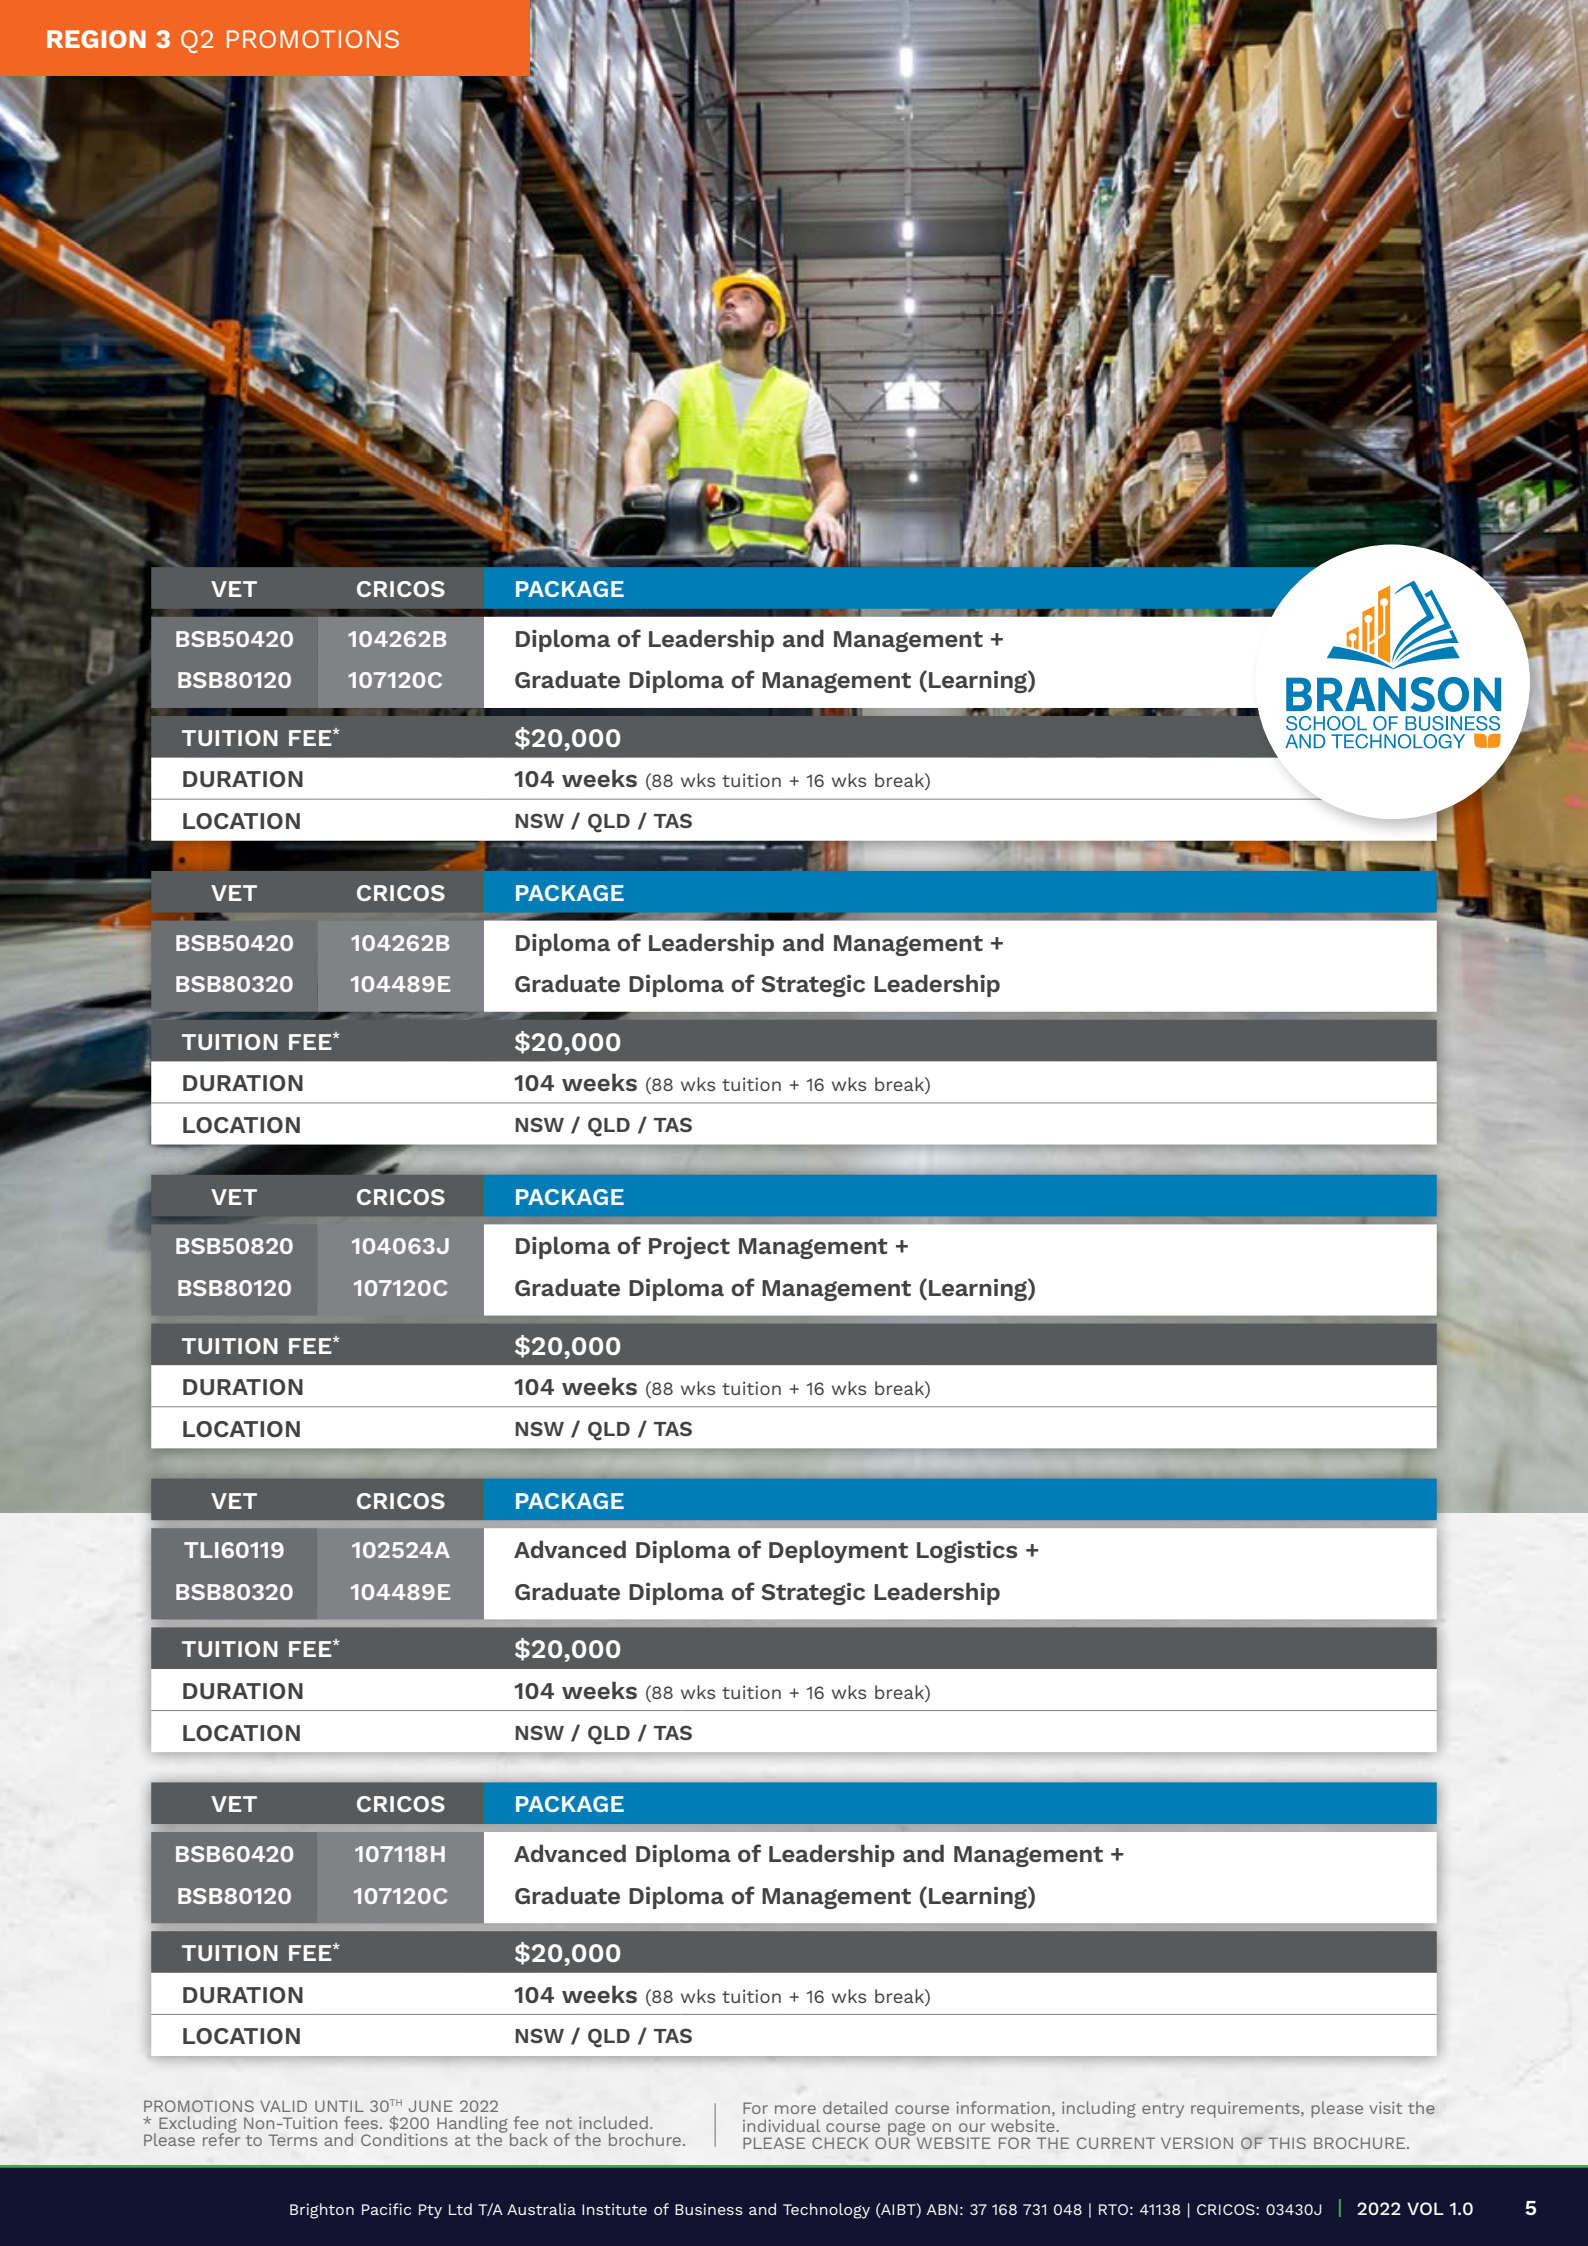 REGION 3 Q2 PROMOTIONS
VET CRICOS PACKAGE
BSB50420 104262B Diploma of Leadership and Management +
BSB80120 107120C Graduate Diploma of Management (Learning)
TUITION FEE* $20,000
DURATION 104 weeks (88 wks tuition + 16 wks break)
LOCATION NSW / QLD / TAS
BRANSON
SCHOOL OF BUSINESS
AND TECHNOLOGY
VET CRICOS PACKAGE
BSB50420 104262B Diploma of Leadership and Management +
BSB80320 104489E Graduate Diploma of Strategic Leadership
TUITION FEE* $20,000
DURATION 104 weeks (88 wks tuition + 16 wks break)
LOCATION NSW / QLD / TAS
VET CRICOS PACKAGE
BSB50820 104063J Diploma of Project Management +
BSB80120 107120C Graduate Diploma of Management (Learning)
TUITION FEE* $20,000
DURATION 104 weeks (88 wks tuition + 16 wks break)
LOCATION NSW / QLD / TAS
VET CRICOS PACKAGE
TLI60119 102524A Advanced Diploma of Deployment Logistics +
BSB80320 104489E Graduate Diploma of Strategic Leadership
TUITION FEE* $20,000
DURATION 104 weeks (88 wks tuition + 16 wks break)
LOCATION NSW / QLD / TAS
VET CRICOS PACKAGE
BSB60420 107118H Advanced Diploma of Leadership and Management +
BSB80120 107120C Graduate Diploma of Management (Learning)
TUITION FEE* $20,000
DURATION 104 weeks (88 wks tuition + 16 wks break)
LOCATION NSW / QLD / TAS
PROMOTIONS VALID UNTIL 30TH JUNE 2022
* Excluding Non-Tuition fees. $200 Handling fee not included.
Please refer to Terms and Conditions at the back of the brochure.
For more detailed course information, including entry requirements, please visit the
individual course page on our website.
PLEASE CHECK OUR WEBSITE FOR THE CURRENT VERSION OF THIS BROCHURE.
Brighton Pacific Pty Ltd T/A Australia Institute of Business and Technology (AIBT) ABN: 37 168 731 048 | RTO: 41138 | CRICOS: 03430J | 2022 VOL 1.0 5